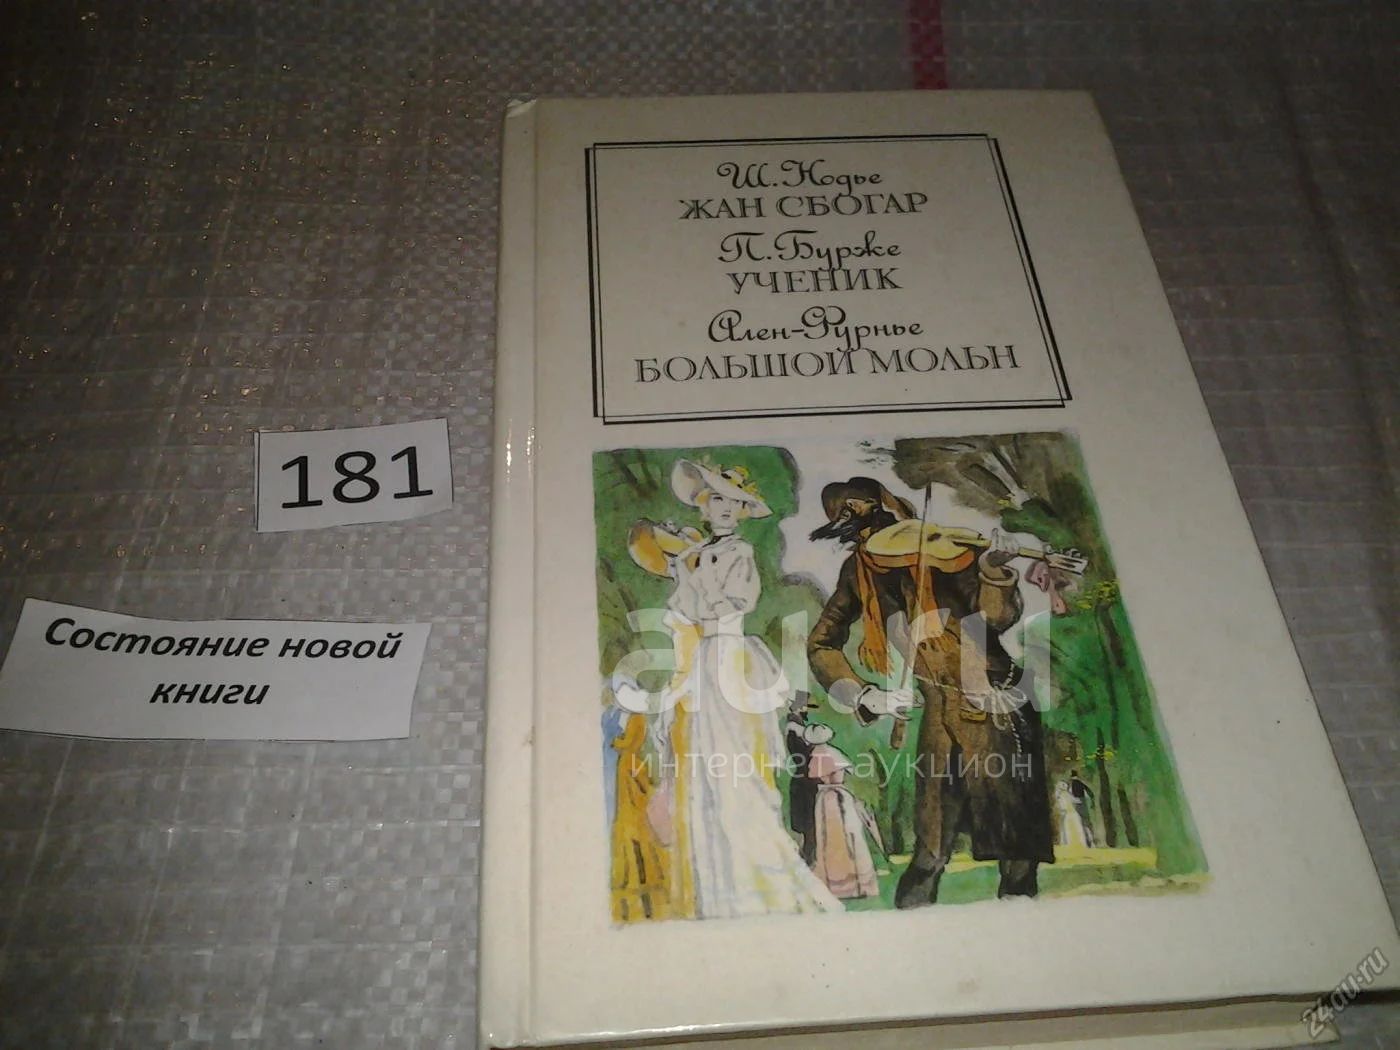 Ш. Нодье
ЖАН СБОГАР
П. Бурже
УЧЕНИК
Ален-Фурнье
БОЛЬШОЙ МОЛЬН
181
Состояние новой
книги
au.ru
интернет-аукцион
24au.ru